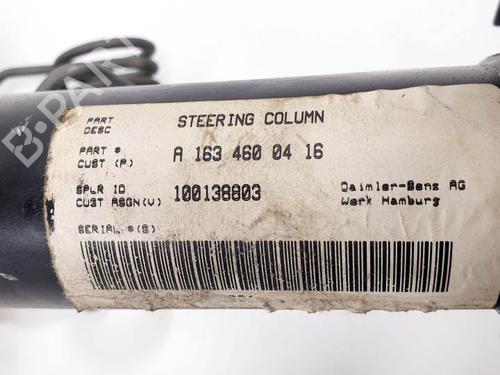 B-PARTS
PART DESC STEERING COLUMN
PART # CUST (P) A 163 460 04 16
SPLR ID CUST ASGN(V) 100138803 Daimler-Benz AG Werk Hamburg
SERIAL #(S)